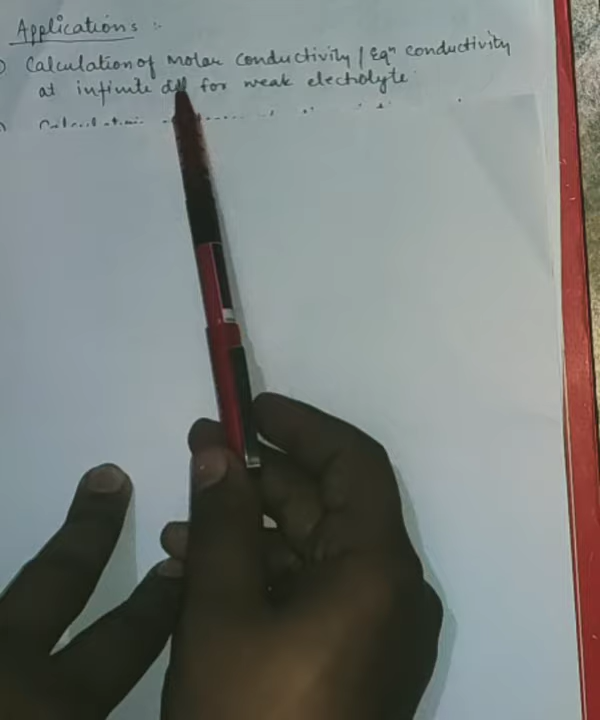 Applications :-
Calculation of Molar conductivity / Eqⁿ conductivity
at infinite dil for weak electrolyte